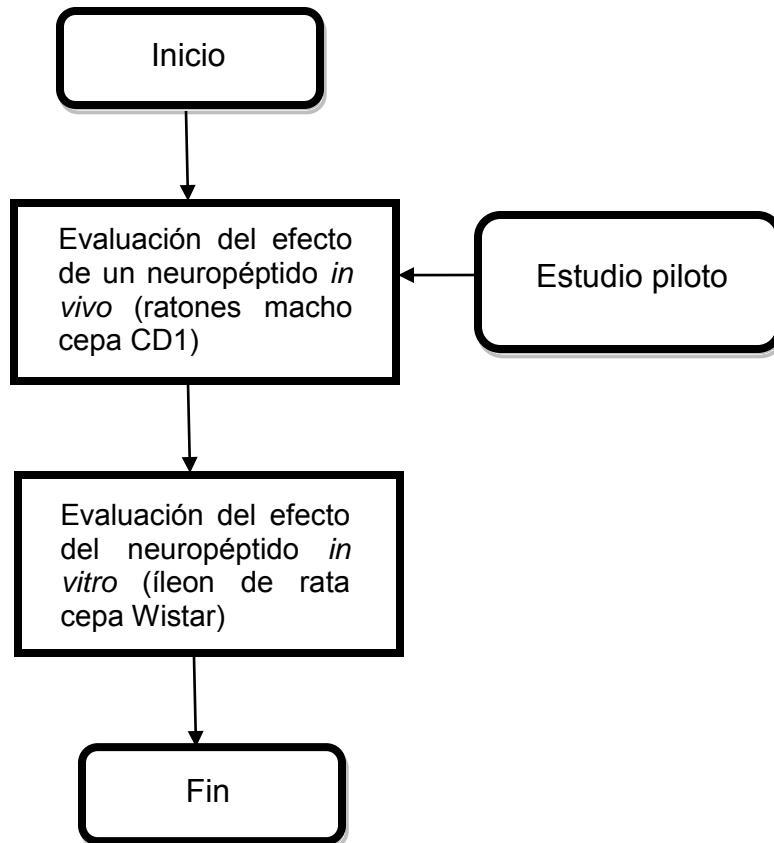 Inicio
Evaluación del efecto
de un neuropéptido in
vivo (ratones macho
cepa CD1)
Estudio piloto
Evaluación del efecto
del neuropéptido in
vitro (íleon de rata
cepa Wistar)
Fin